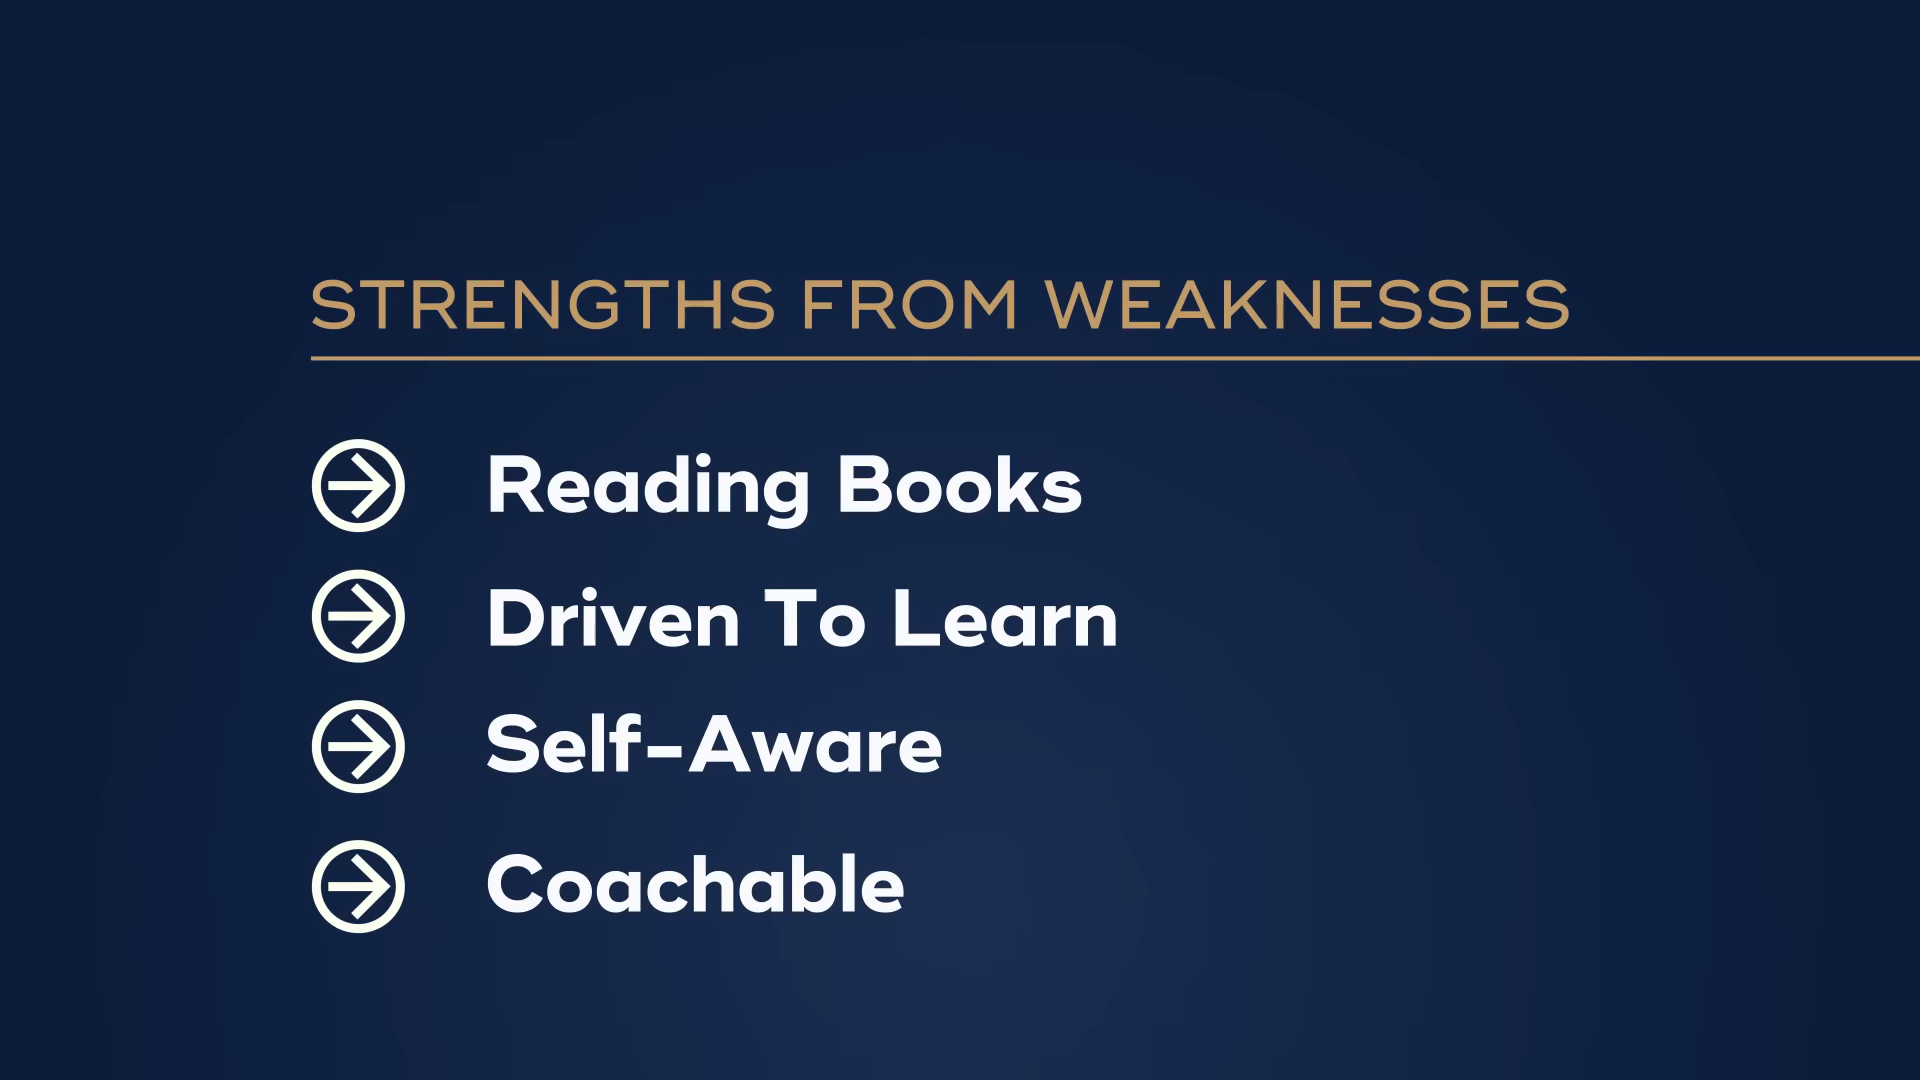 STRENGTHS FROM WEAKNESSES
Reading Books
Driven To Learn
Self-Aware
Coachable